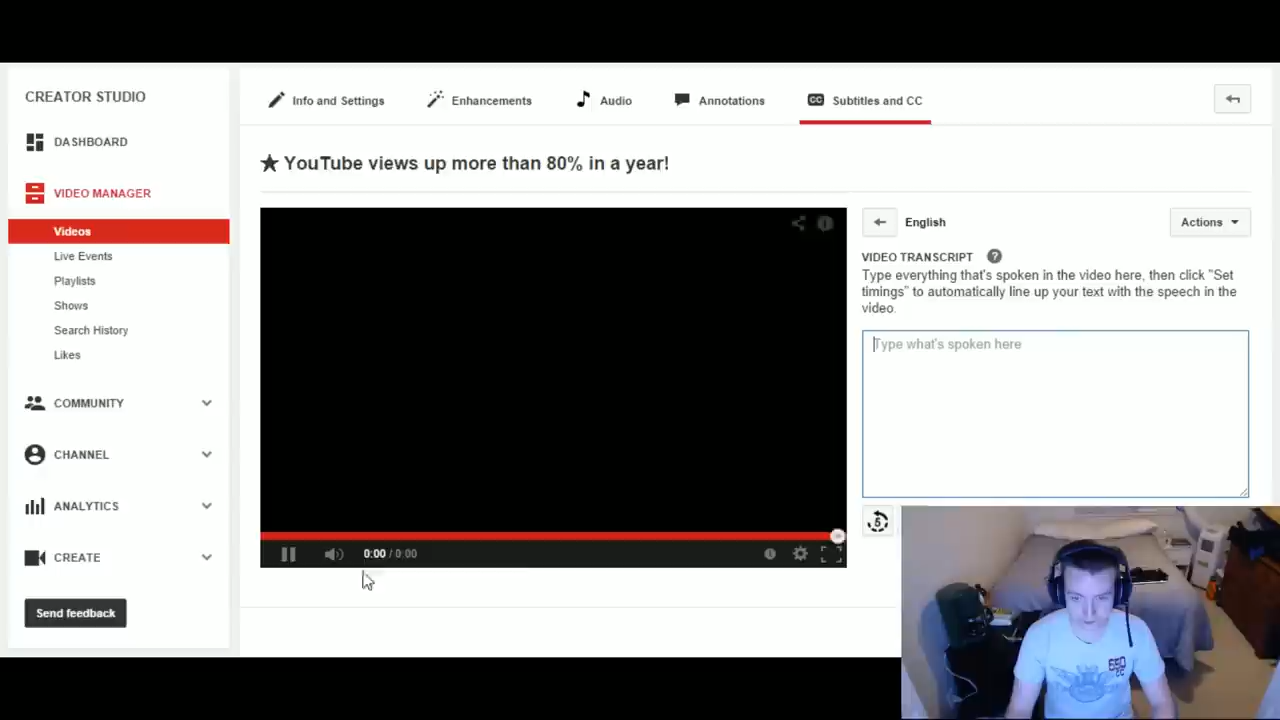 CREATOR STUDIO
DASHBOARD
VIDEO MANAGER
Videos
Live Events
Playlists
Shows
Search History
Likes
COMMUNITY
CHANNEL
ANALYTICS
CREATE
Send feedback
Info and Settings
Enhancements
Audio
Annotations
CC Subtitles and CC
★ YouTube views up more than 80% in a year!
0:00 / 0:00
English
Actions
VIDEO TRANSCRIPT ?
Type everything that's spoken in the video here, then click "Set
timings" to automatically line up your text with the speech in the
video.
Type what's spoken here
5